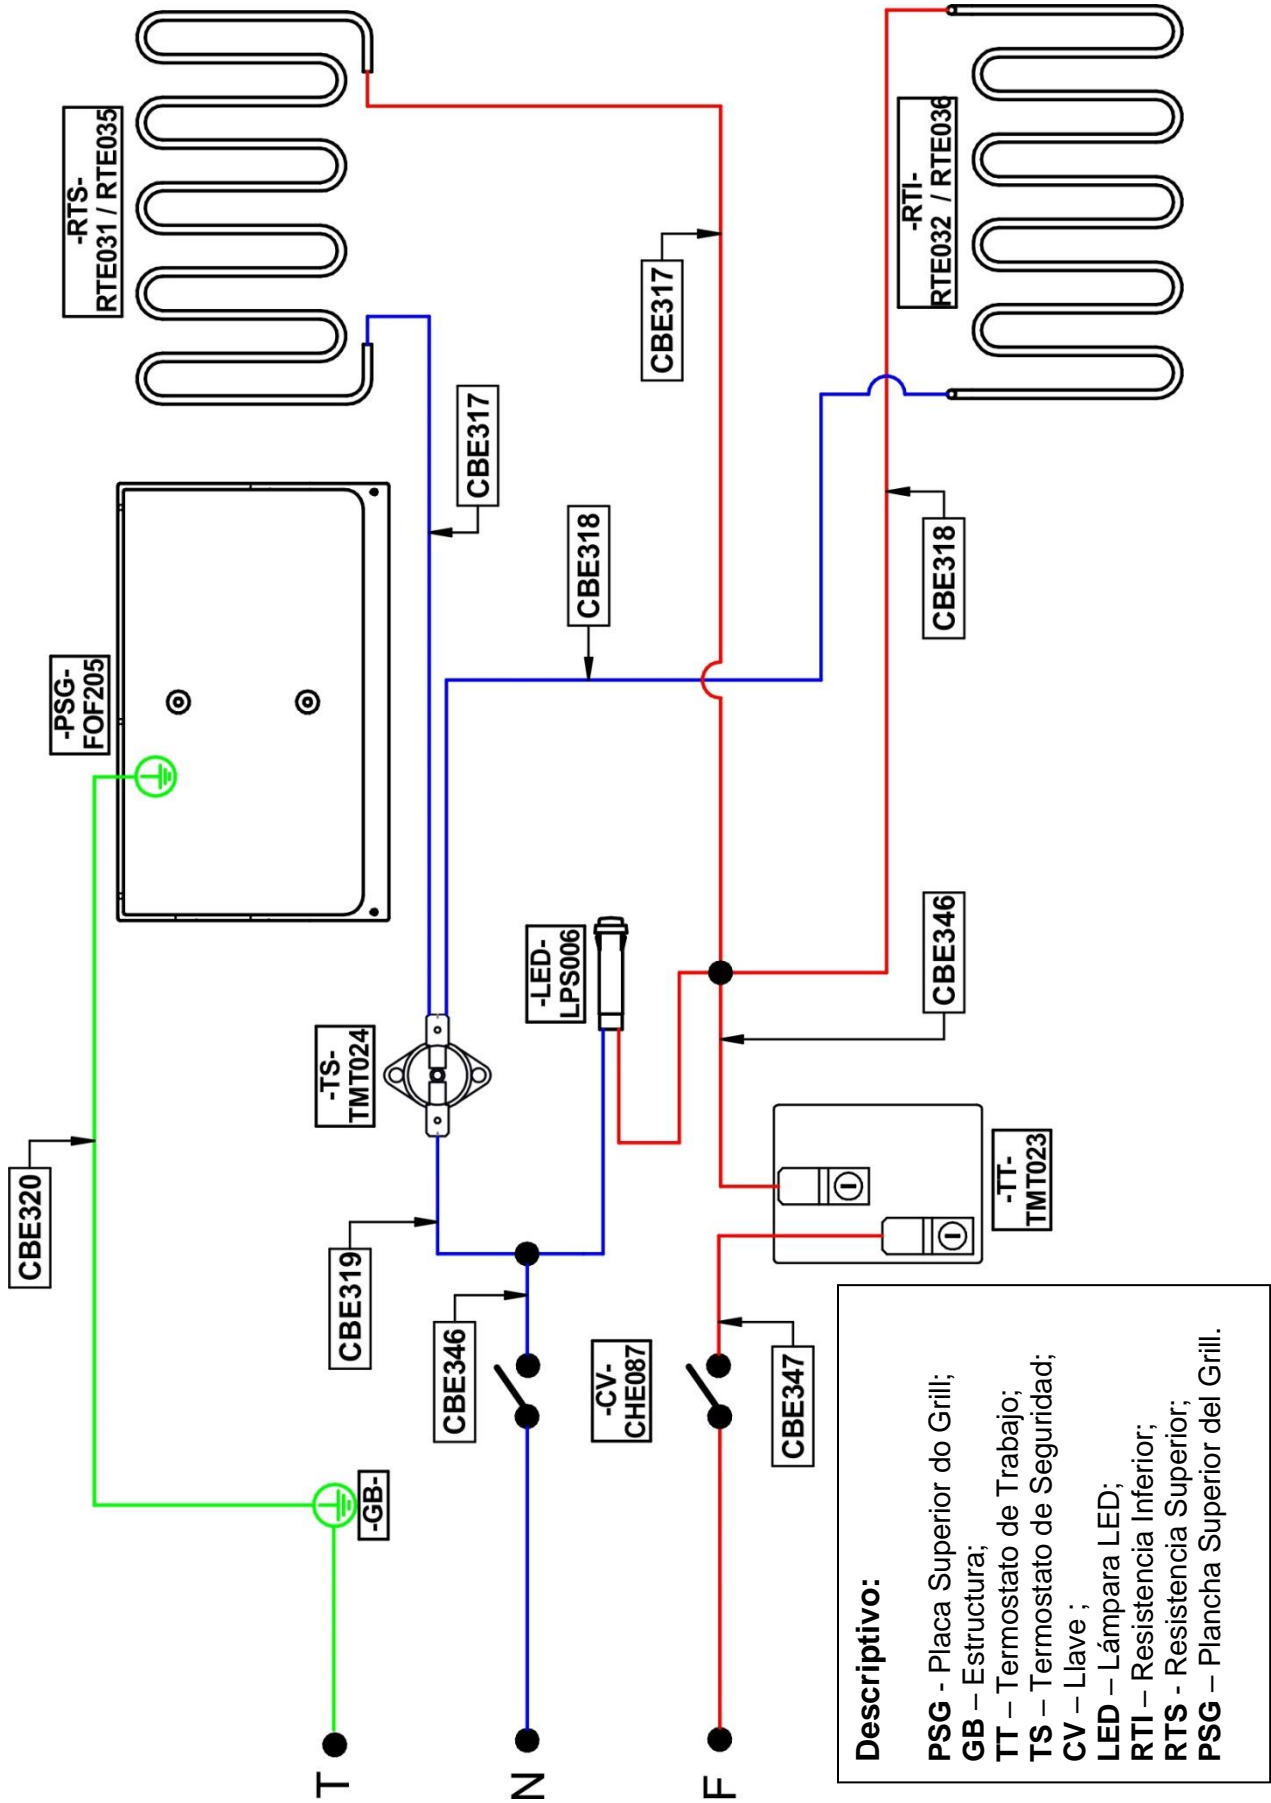 -RTS-
RTE031 / RTE035
-PSG-
FOF205
CBE320
-TS-
TMT024
CBE317
CBE317
-RTI-
RTE032 / RTE036
CBE318
CBE318
-LED-
LPS006
CBE346
CBE319
CBE346
-CV-
CHE087
CBE347
-TT-
TMT023
-GB-
T
N
F
Descriptivo:
PSG - Placa Superior do Grill;
GB – Estructura;
TT – Termostato de Trabajo;
TS – Termostato de Seguridad;
CV – Llave ;
LED – Lámpara LED;
RTI – Resistencia Inferior;
RTS - Resistencia Superior;
PSG – Plancha Superior del Grill.